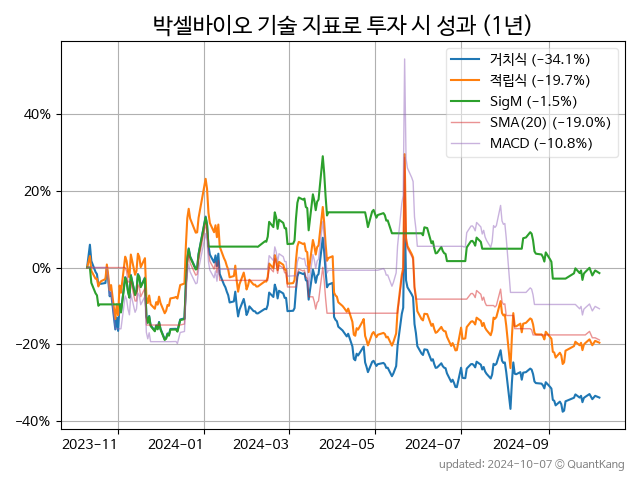 박셀바이오 기술 지표로 투자 시 성과 (1년)
거치식 (−34.1%)
적립식 (−19.7%)
SigM (−1.5%)
SMA(20) (−19.0%)
MACD (−10.8%)
40%
20%
0%
−20%
−40%
2023-11 2024-01 2024-03 2024-05 2024-07 2024-09
updated: 2024-10-07 © QuantKang